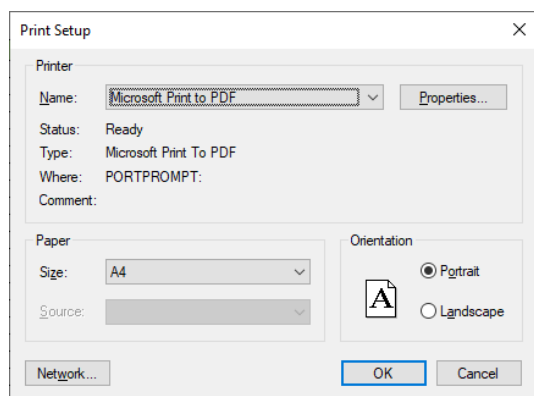 Print Setup
Printer
Name: Microsoft Print to PDF Properties...
Status: Ready
Type: Microsoft Print To PDF
Where: PORTPROMPT:
Comment:
Paper
Size: A4
Source:
Orientation
A
Portrait
Landscape
Network... OK Cancel